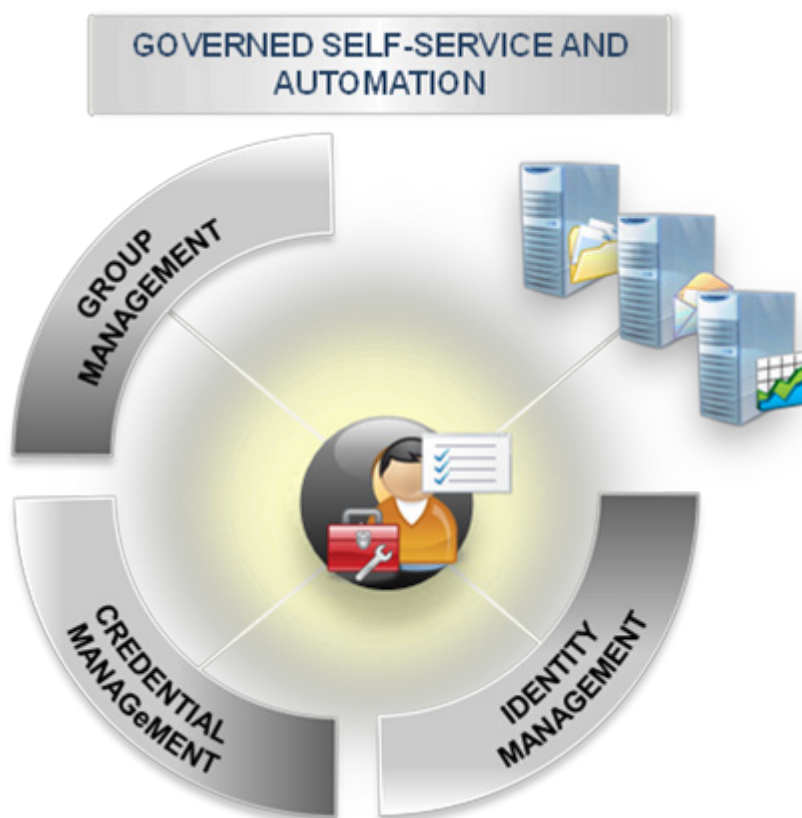 GOVERNED SELF-SERVICE AND
AUTOMATION
GROUP
MANAGEMENT
CREDENTIAL
MANAGeMENT
IDENTITY
MANAGEMENT